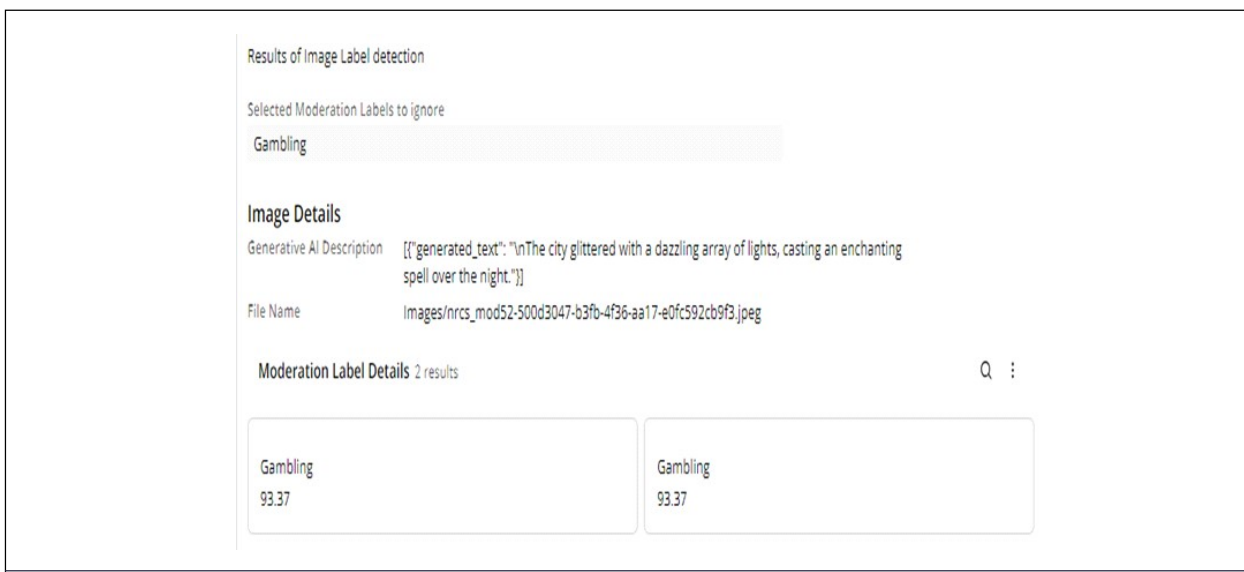 Results of Image Label detection
Selected Moderation Labels to ignore
Gambling
Image Details
Generative AI Description [{"generated_text": "\nThe city glittered with a dazzling array of lights, casting an enchanting
spell over the night."}]
File Name Images/nrcs_mod52-500d3047-b3fb-4f36-aa17-e0fc592cb9f3.jpeg
Moderation Label Details 2 results
Gambling Gambling
93.37 93.37